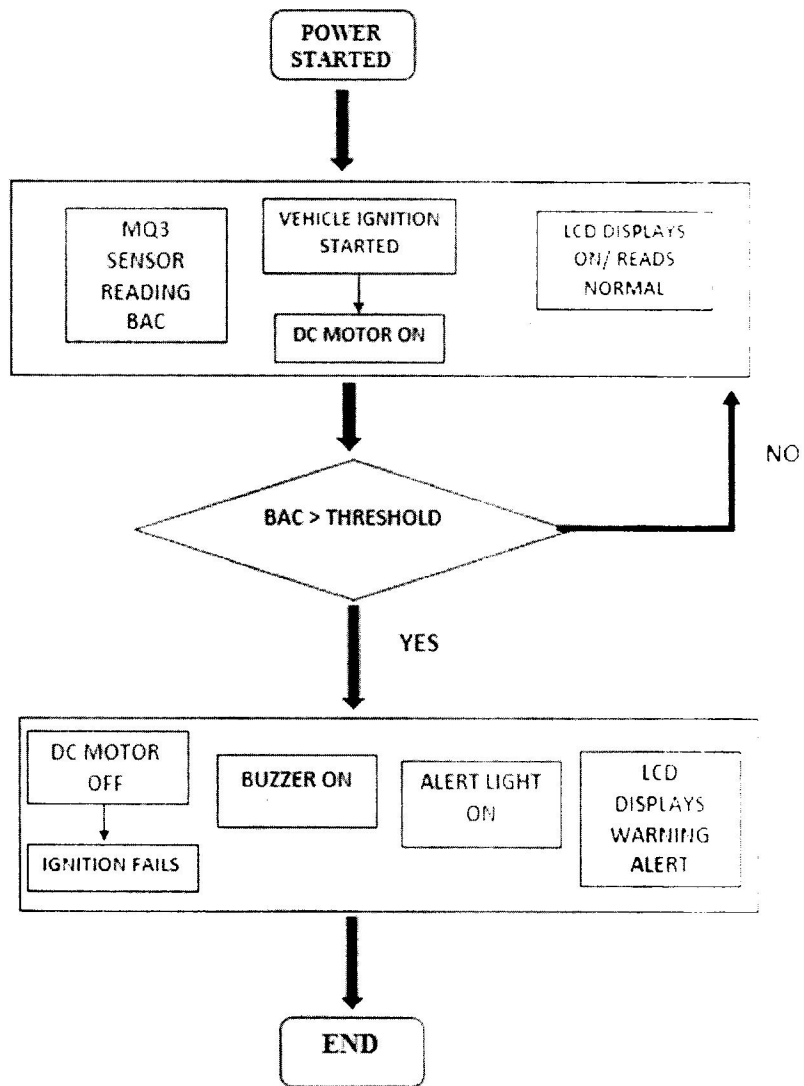 POWER
STARTED
MQ3
SENSOR
READING
BAC
VEHICLE IGNITION
STARTED
DC MOTOR ON
LCD DISPLAYS
ON/ READS
NORMAL
NO
BAC > THRESHOLD
YES
DC MOTOR
OFF
IGNITION FAILS
BUZZER ON
ALERT LIGHT
ON
LCD
DISPLAYS
WARNING
ALERT
END